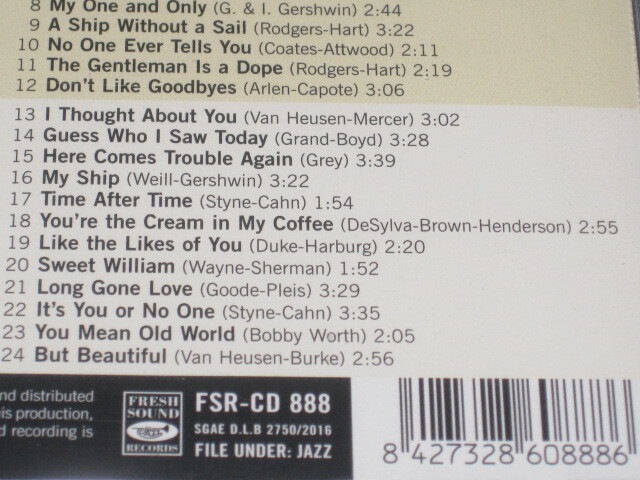 8 My One and Only (G. & I. Gershwin) 2:44
9 A Ship Without a Sail (Rodgers-Hart) 3:22
10 No One Ever Tells You (Coates-Attwood) 2:11
11 The Gentleman Is a Dope (Rodgers-Hart) 2:19
12 Don't Like Goodbyes (Arlen-Capote) 3:06
13 I Thought About You (Van Heusen-Mercer) 3:02
14 Guess Who I Saw Today (Grand-Boyd) 3:28
15 Here Comes Trouble Again (Grey) 3:39
16 My Ship (Weill-Gershwin) 3:22
17 Time After Time (Styne-Cahn) 1:54
18 You're the Cream in My Coffee (DeSylva-Brown-Henderson) 2:55
19 Like the Likes of You (Duke-Harburg) 2:20
20 Sweet William (Wayne-Sherman) 1:52
21 Long Gone Love (Goode-Pleis) 3:29
22 It's You or No One (Styne-Cahn) 3:35
23 You Mean Old World (Bobby Worth) 2:05
24 But Beautiful (Van Heusen-Burke) 2:56
nd distributed
is production,
d recording is
FRESH
SOUND
RECORDS
FSR-CD 888
SGAE D.L.B 2750/2016
FILE UNDER: JAZZ
8 427328 608886